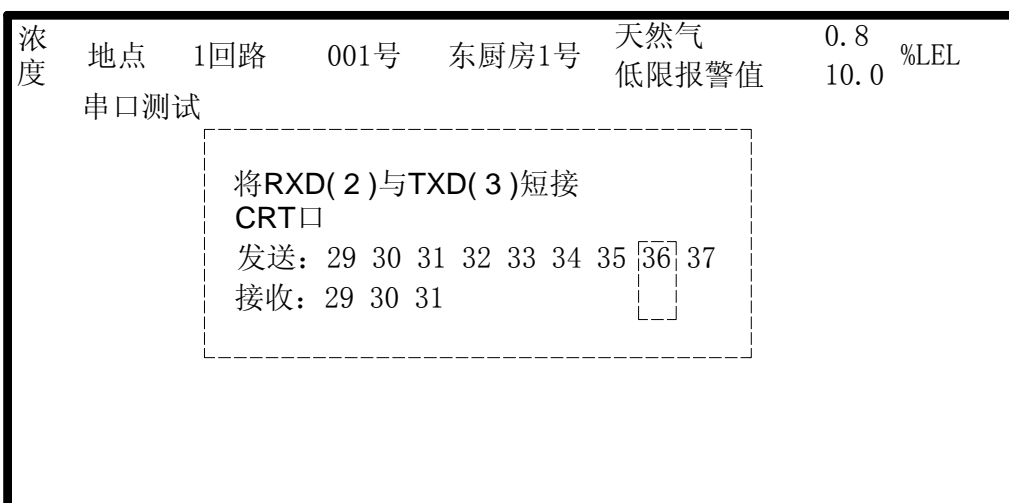 浓度 地点 1回路 001号 东厨房1号 天然气 0.8 %LEL
低限报警值 10.0
串口测试
将RXD(2)与TXD(3)短接
CRT口
发送：29 30 31 32 33 34 35 36 37
接收：29 30 31